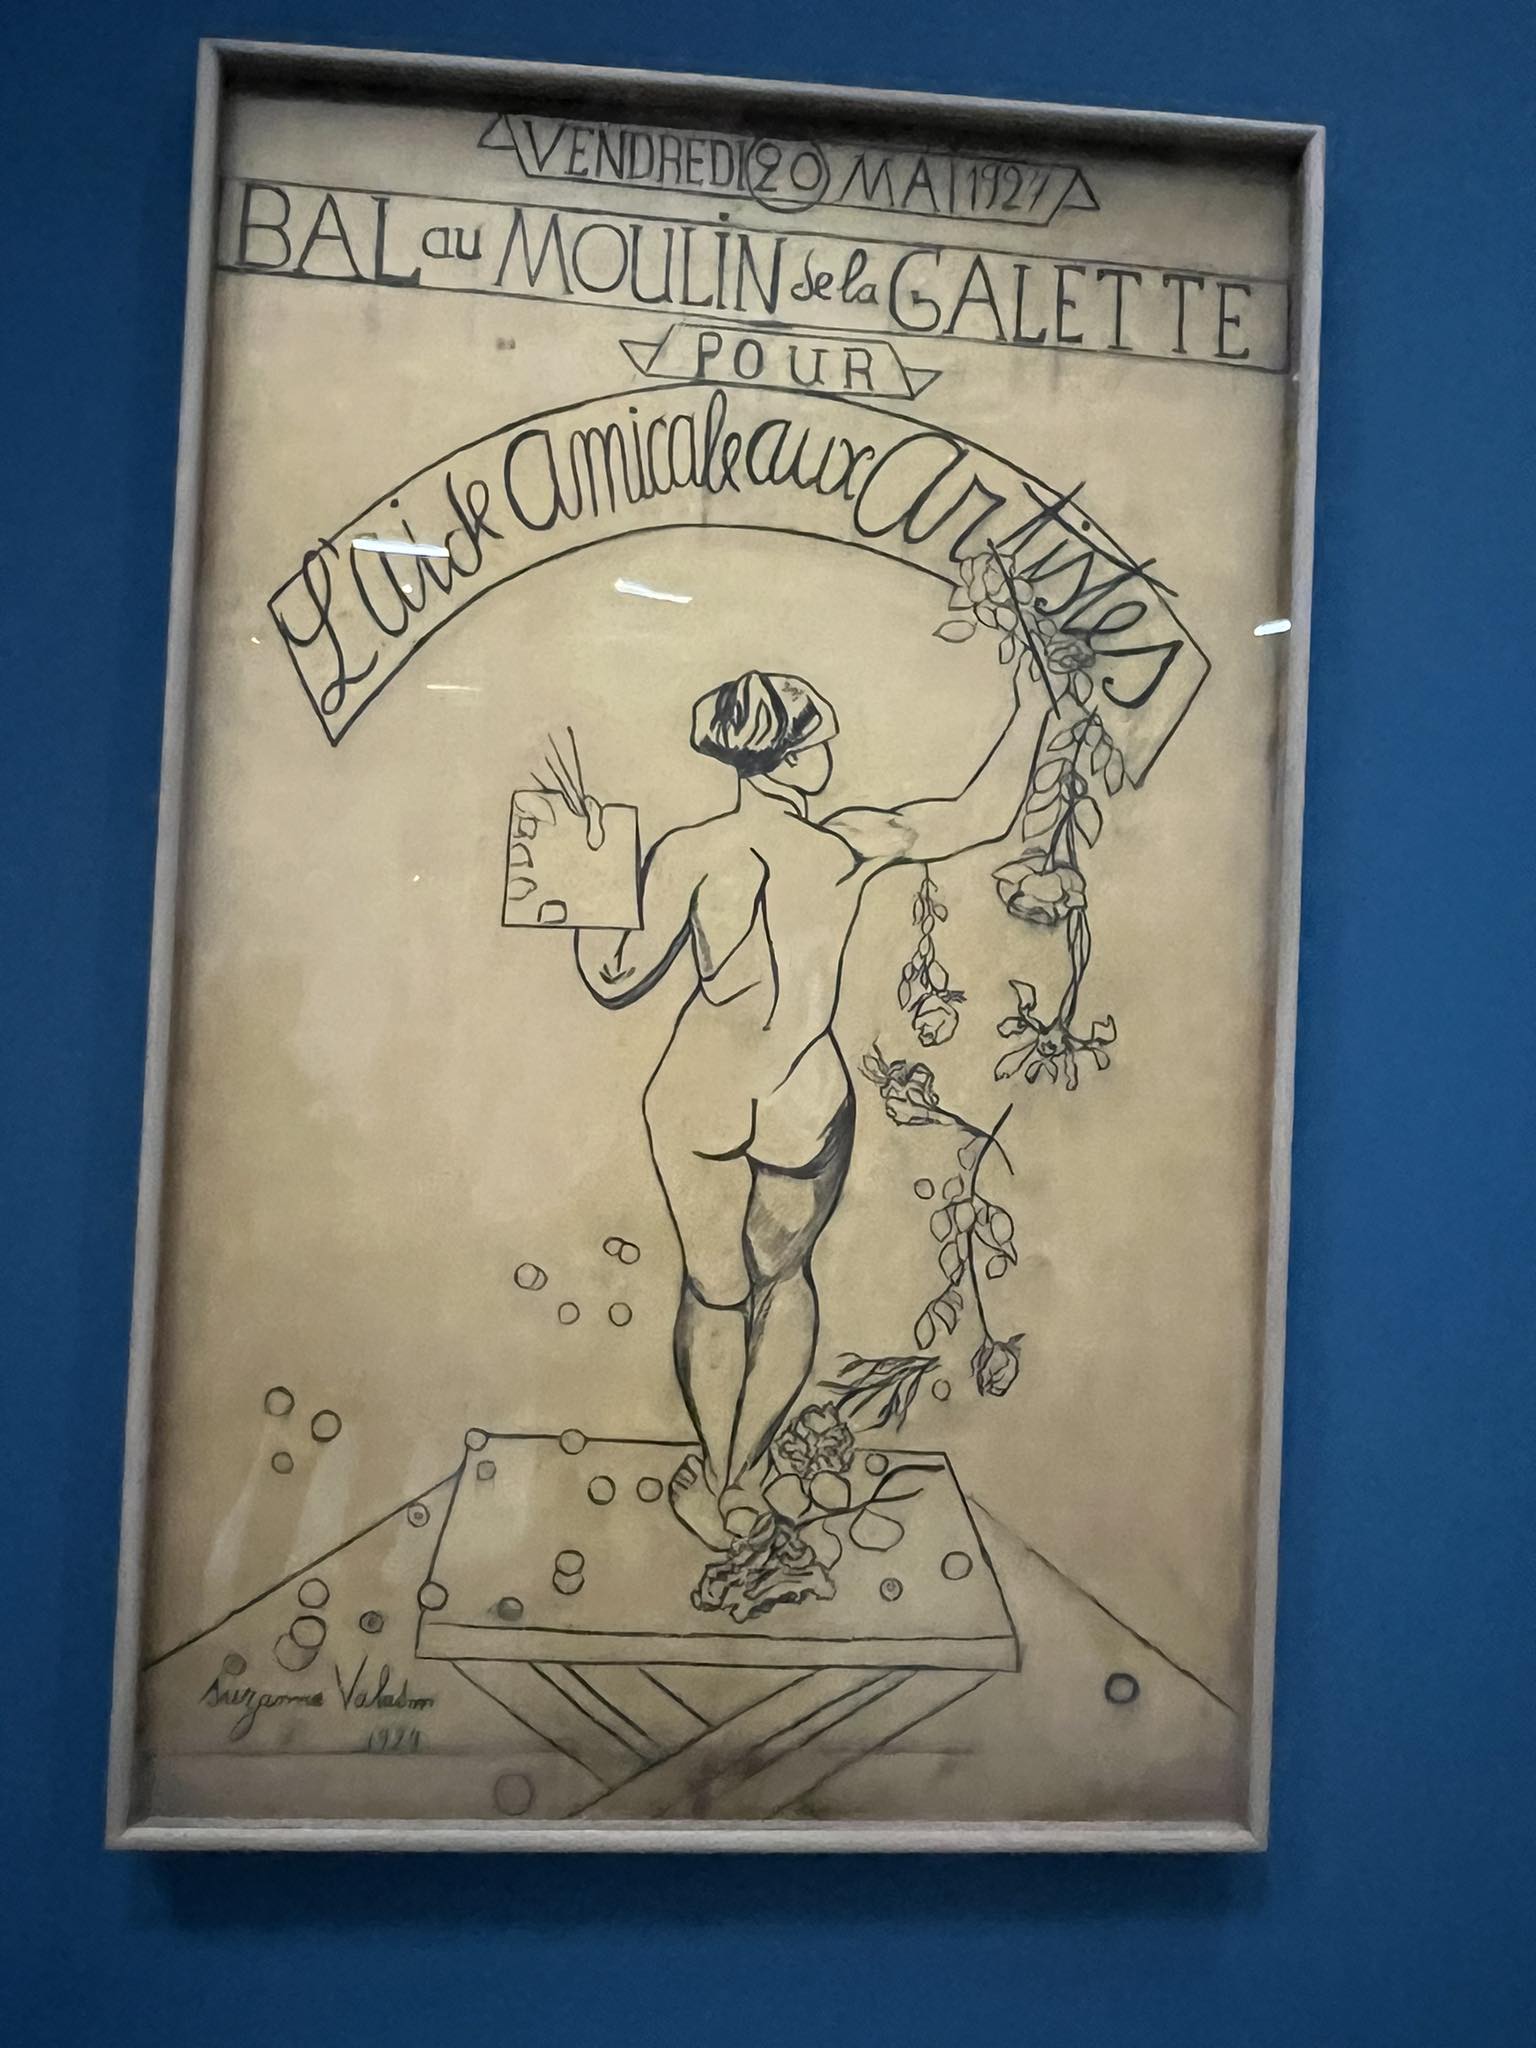 VENDREDI 20 MAI 1927
BAL au MOULIN de la GALETTE
POUR
L'aide amicale aux Artistes
Suzanne Valadon
1927